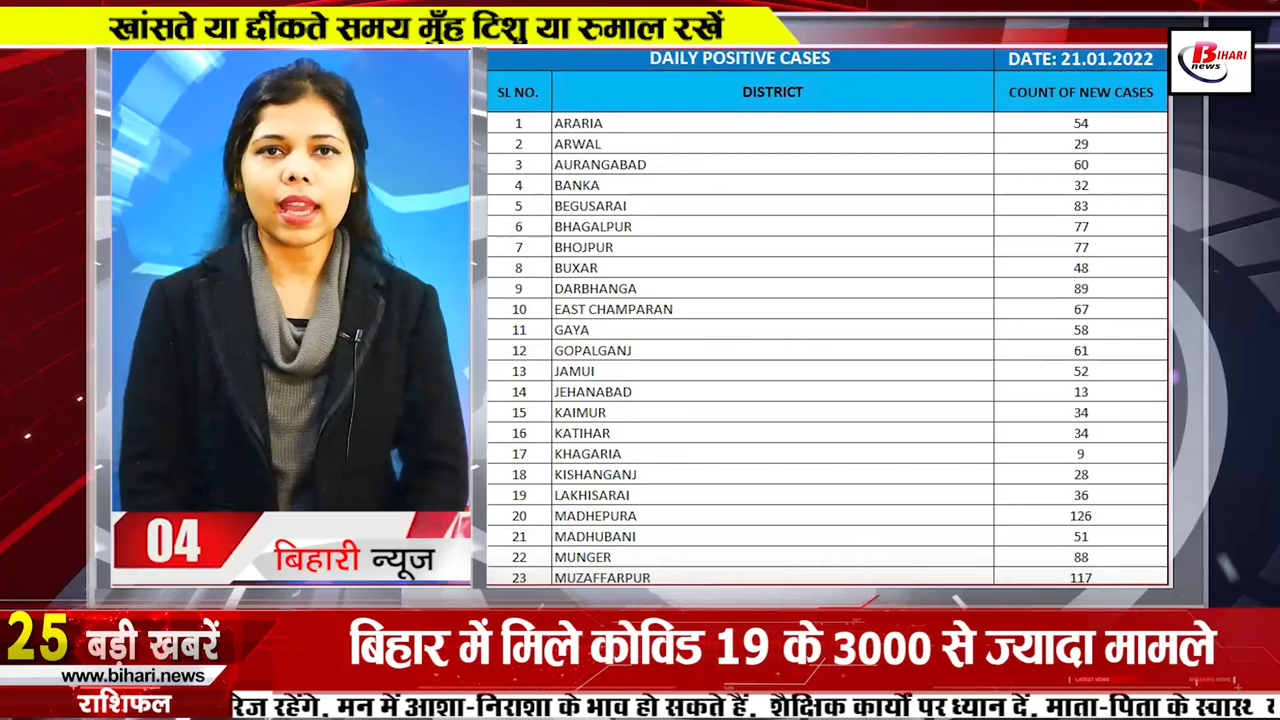 खांसते या र्छींकते समय मुँह टिशु या रुमाल रखें
DAILY POSITIVE CASES DATE: 21.01.2022
BIHARI
news
SL NO. DISTRICT COUNT OF NEW CASES
1 ARARIA 54
2 ARWAL 29
3 AURANGABAD 60
4 BANKA 32
5 BEGUSARAI 83
6 BHAGALPUR 77
7 BHOJPUR 77
8 BUXAR 48
9 DARBHANGA 89
10 EAST CHAMPARAN 67
11 GAYA 58
12 GOPALGANJ 61
13 JAMUI 52
14 JEHANABAD 13
15 KAIMUR 34
16 KATIHAR 34
17 KHAGARIA 9
18 KISHANGANJ 28
19 LAKHISARAI 36
20 MADHEPURA 126
21 MADHUBANI 51
22 MUNGER 88
23 MUZAFFARPUR 117
04
बिहारी न्यूज
25 बड़ी खबरें
www.bihari.news
बिहार में मिले कोविड 19 के 3000 से ज्यादा मामले
LATEST NEWS BREAKING NEWS
राशिफल
रेज रहेंगे. मन में आशा-निराशा के भाव हो सकते हैं. शैक्षिक कार्यों पर ध्यान दें. माता-पिता के